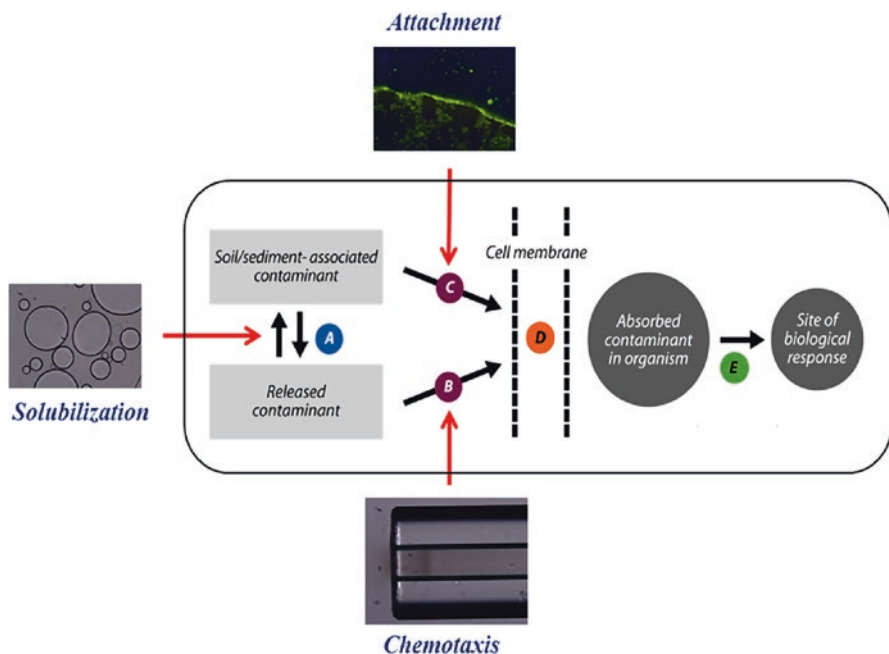 Attachment
Soil/sediment- associated
contaminant
C
Cell membrane
A
D
Absorbed
contaminant
in organism
E
Site of
biological
response
Solubilization
Released
contaminant
B
Chemotaxis